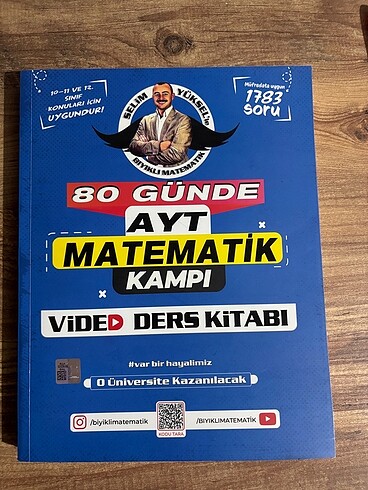 10-11 VE 12.
SINIF
KONULARI İÇİN
UYGUNDUR!
Müfredata uygun
1783
soru
SELİM YÜKSEL'le
BIYIKLI MATEMATİK
80 GÜNDE
AYT
MATEMATİK
KAMPI
VİDEO DERS KİTABI
#var bir hayalimiz
O Üniversite Kazanılacak
/biyiklimatematik
KODU TARA
/BIYIKLIMATEMATİK